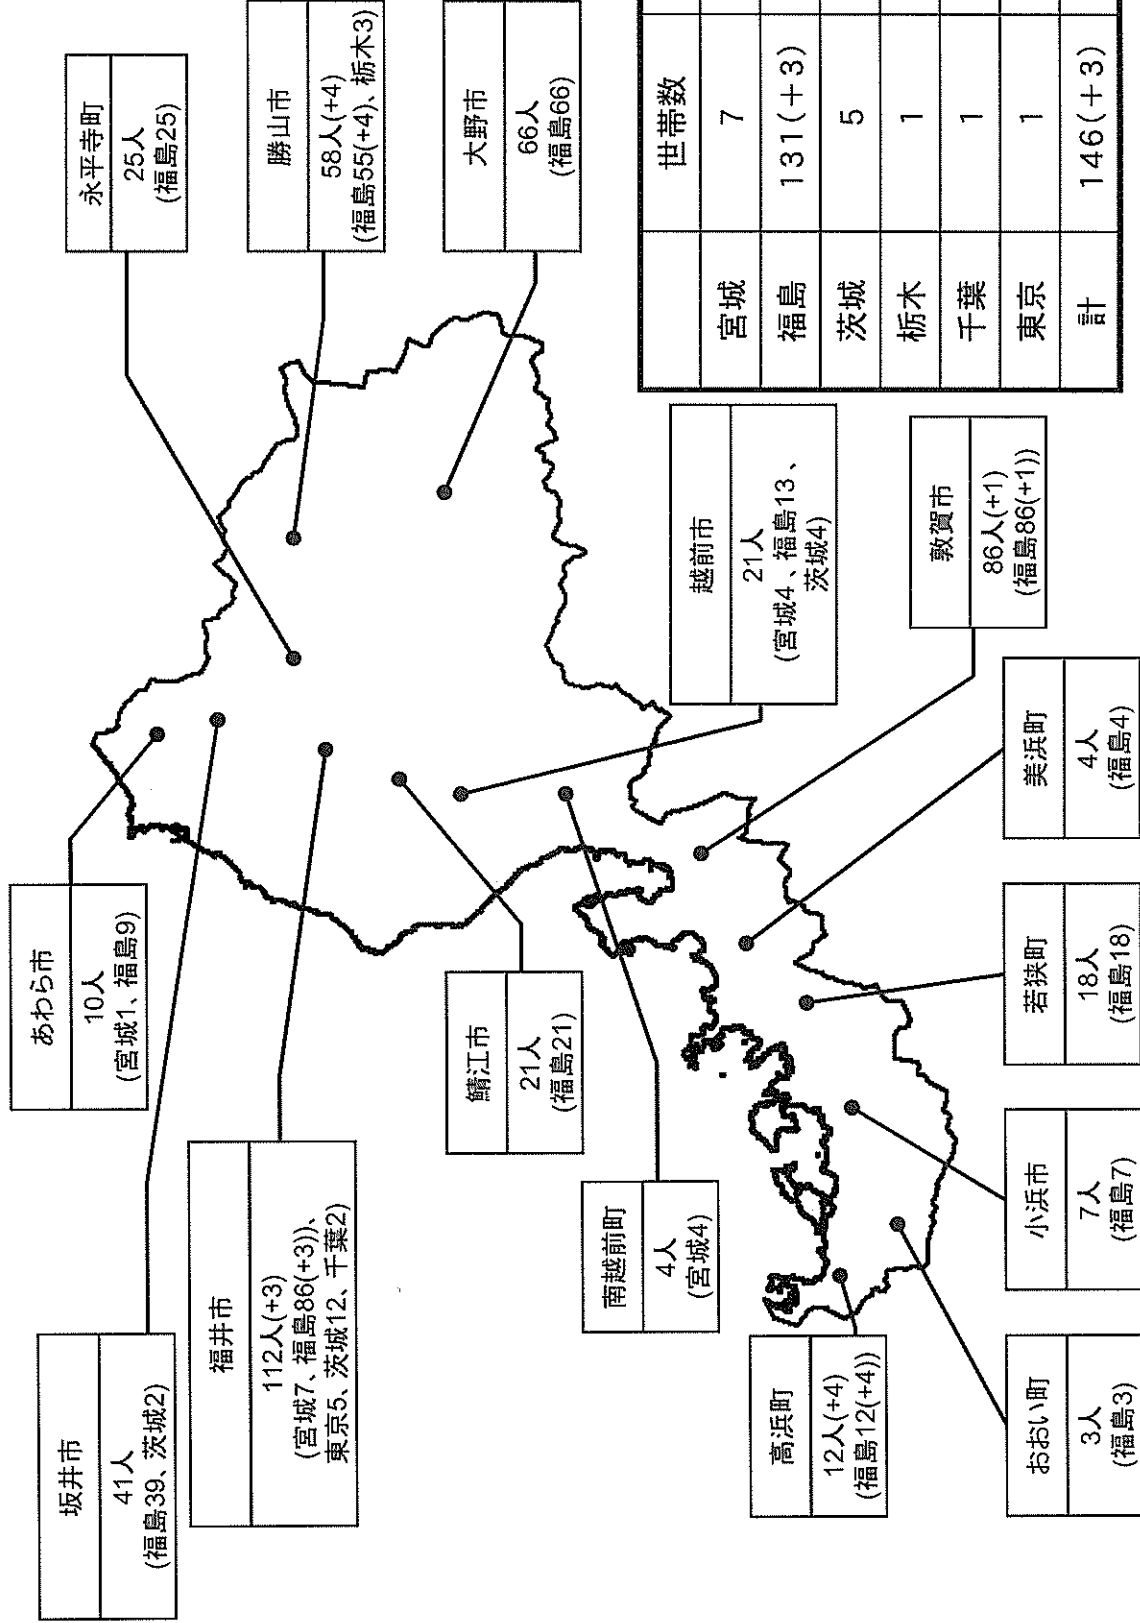 坂井市
41人
(福島39、茨城2)
あわら市
10人
(宮城1、福島9)
永平寺町
25人
(福島25)
福井市
112人(+3)
(宮城7、福島86(+3))、
東京5、茨城12、千葉2)
勝山市
58人(+4)
(福島55(+4)、栃木3)
鯖江市
21人
(福島21)
大野市
66人
(福島66)
南越前町
4人
(宮城4)
越前市
21人
(宮城4、福島13、
茨城4)
高浜町
12人(+4)
(福島12(+4))
敦賀市
86人(+1)
(福島86(+1))
おおい町
3人
(福島3)
小浜市
7人
(福島7)
若狭町
18人
(福島18)
美浜町
4人
(福島4)
世帯数
宮城 7
福島 131(+3)
茨城 5
栃木 1
千葉 1
東京 1
計 146(+3)